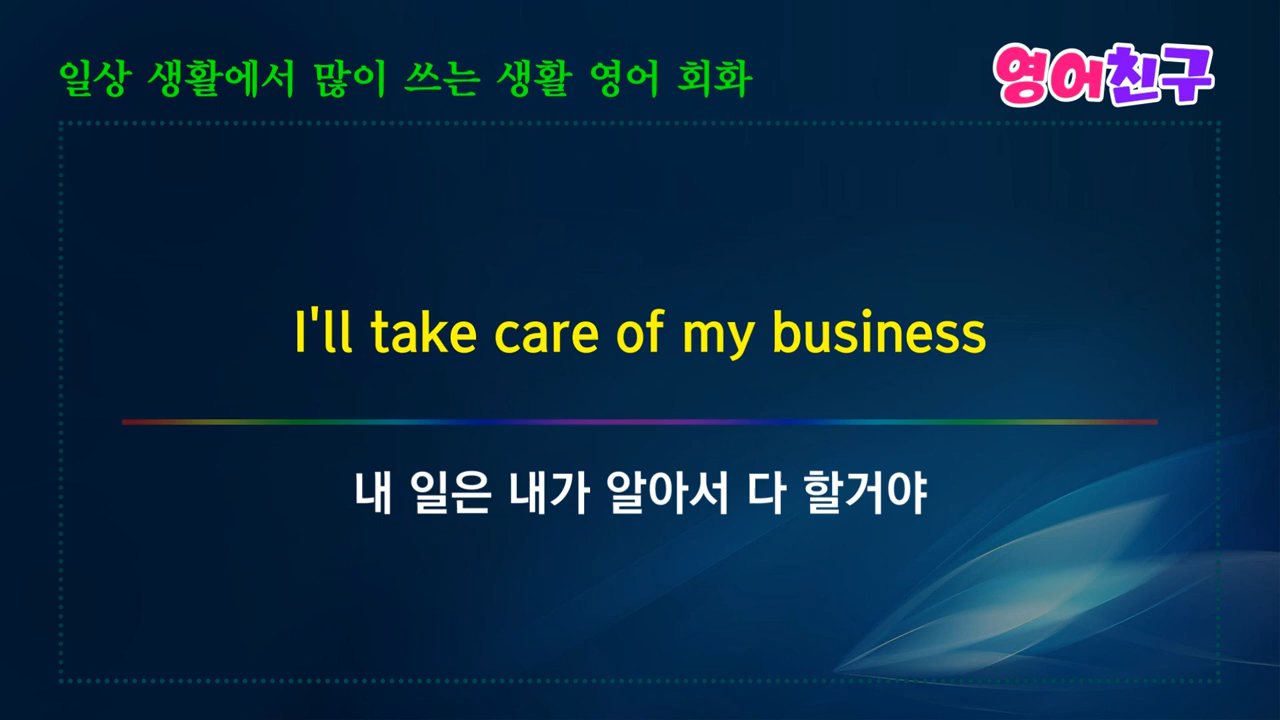 일상 생활에서 많이 쓰는 생활 영어 회화
영어친구
I'll take care of my business
내 일은 내가 알아서 다 할거야